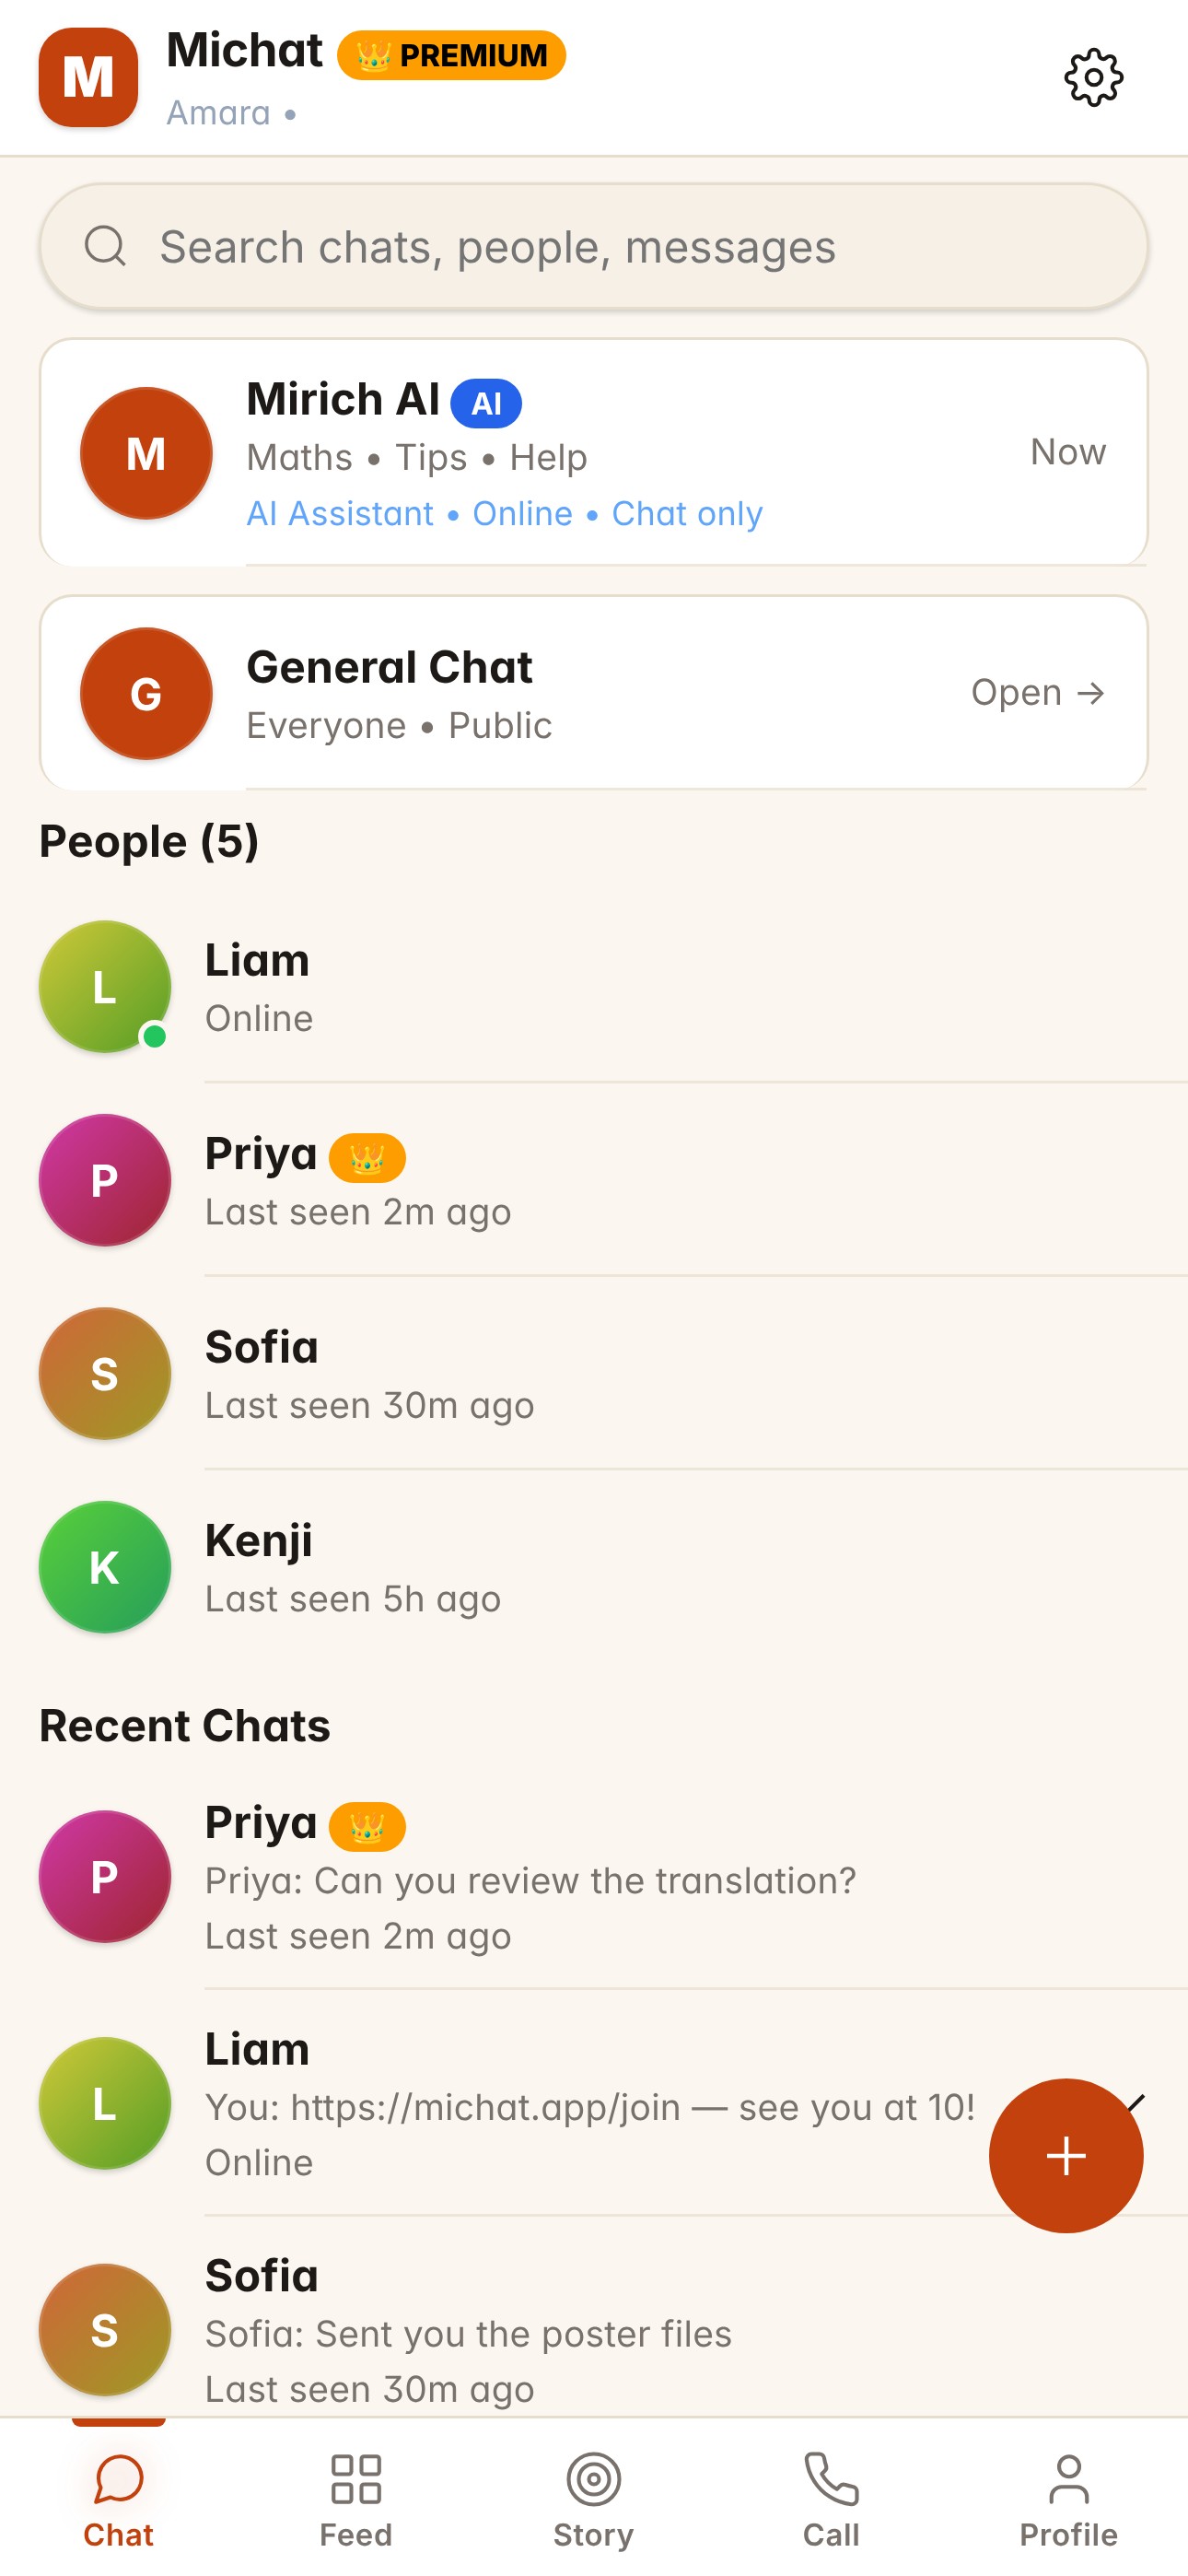 M
Michat 👑 PREMIUM
Amara •
Search chats, people, messages
M
Mirich AI AI
Maths • Tips • Help
AI Assistant • Online • Chat only
Now
G
General Chat
Everyone • Public
Open →
People (5)
L
Liam
Online
P
Priya 👑
Last seen 2m ago
S
Sofia
Last seen 30m ago
K
Kenji
Last seen 5h ago
Recent Chats
P
Priya 👑
Priya: Can you review the translation?
Last seen 2m ago
L
Liam
You: https://michat.app/join — see you at 10!
Online
S
Sofia
Sofia: Sent you the poster files
Last seen 30m ago
Chat
Feed
Story
Call
Profile